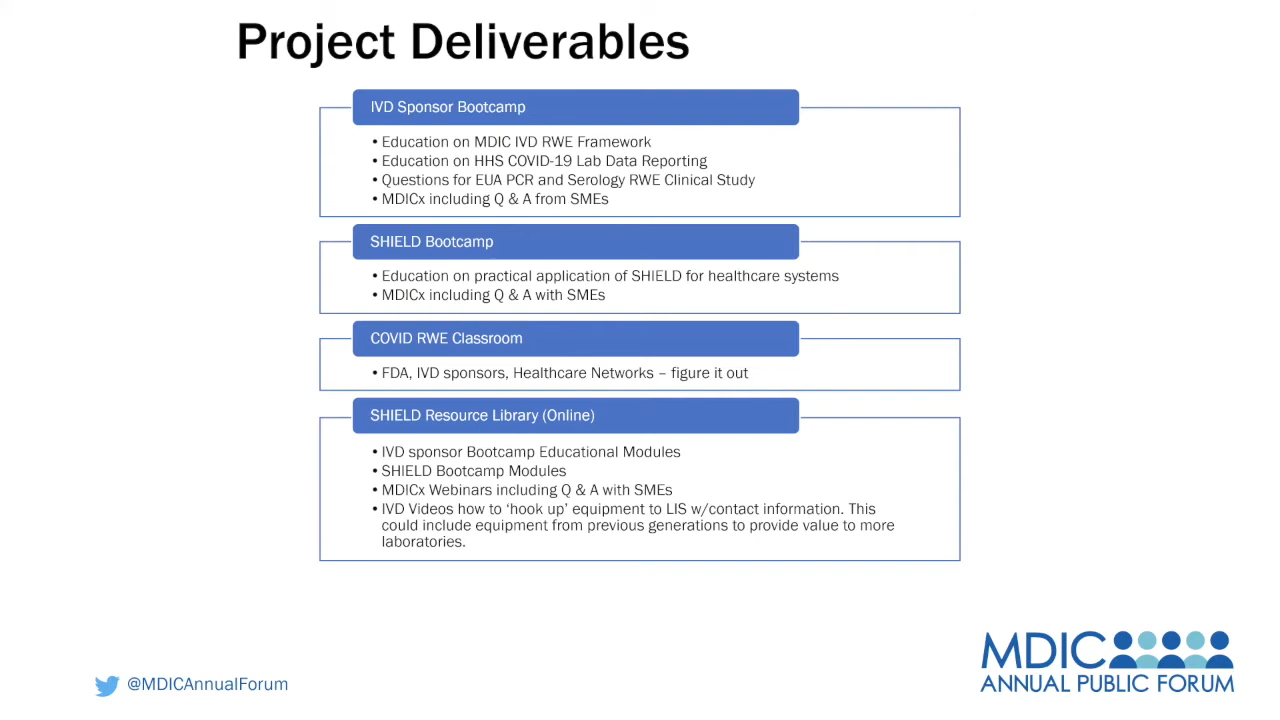 Project Deliverables
IVD Sponsor Bootcamp
• Education on MDIC IVD RWE Framework
• Education on HHS COVID-19 Lab Data Reporting
• Questions for EUA PCR and Serology RWE Clinical Study
• MDICx including Q & A from SMEs
SHIELD Bootcamp
• Education on practical application of SHIELD for healthcare systems
• MDICx including Q & A with SMEs
COVID RWE Classroom
• FDA, IVD sponsors, Healthcare Networks – figure it out
SHIELD Resource Library (Online)
• IVD sponsor Bootcamp Educational Modules
• SHIELD Bootcamp Modules
• MDICx Webinars including Q & A with SMEs
• IVD Videos how to ‘hook up’ equipment to LIS w/contact information. This
could include equipment from previous generations to provide value to more
laboratories.
@MDICAnnualForum
MDIC
ANNUAL PUBLIC FORUM